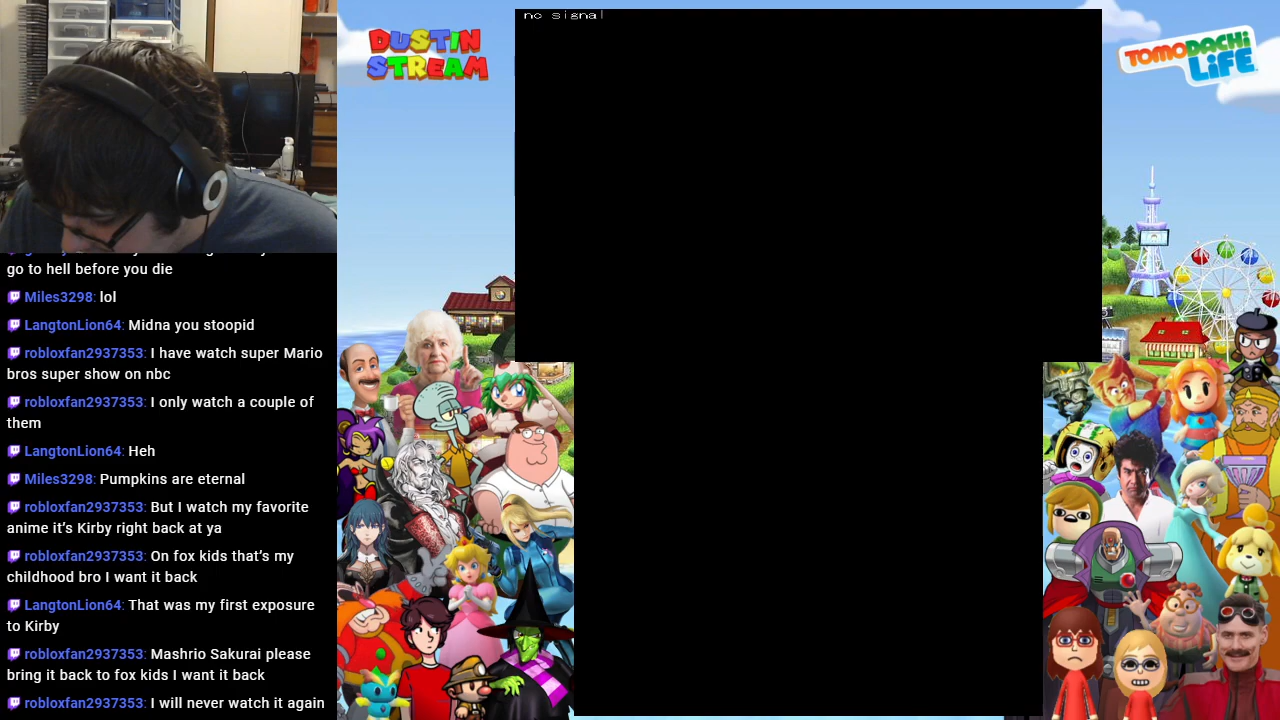 no signal
DUSTIN
STREAM
TOMODACHI
LiFE
go to hell before you die
Miles3298: lol
LangtonLion64: Midna you stoopid
robloxfan2937353: I have watch super Mario
bros super show on nbc
robloxfan2937353: I only watch a couple of
them
LangtonLion64: Heh
Miles3298: Pumpkins are eternal
robloxfan2937353: But I watch my favorite
anime it’s Kirby right back at ya
robloxfan2937353: On fox kids that’s my
childhood bro I want it back
LangtonLion64: That was my first exposure
to Kirby
robloxfan2937353: Mashrio Sakurai please
bring it back to fox kids I want it back
robloxfan2937353: I will never watch it again